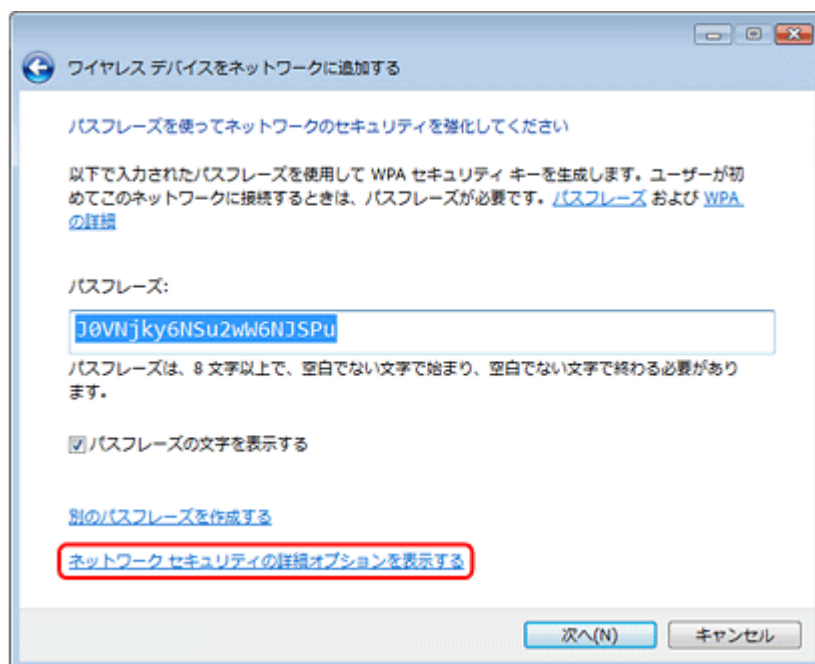 ワイヤレス デバイスをネットワークに追加する
パスフレーズを使ってネットワークのセキュリティを強化してください
以下で入力されたパスフレーズを使用して WPA セキュリティ キーを生成します。ユーザーが初
めてこのネットワークに接続するときは、パスフレーズが必要です。パスフレーズ および WPA
の詳細
パスフレーズ:
J0VNjky6NSu2wW6NJSPu
パスフレーズは、8 文字以上で、空白でない文字で始まり、空白でない文字で終わる必要があり
ます。
パスフレーズの文字を表示する
別のパスフレーズを作成する
ネットワーク セキュリティの詳細オプションを表示する
次へ(N)
キャンセル